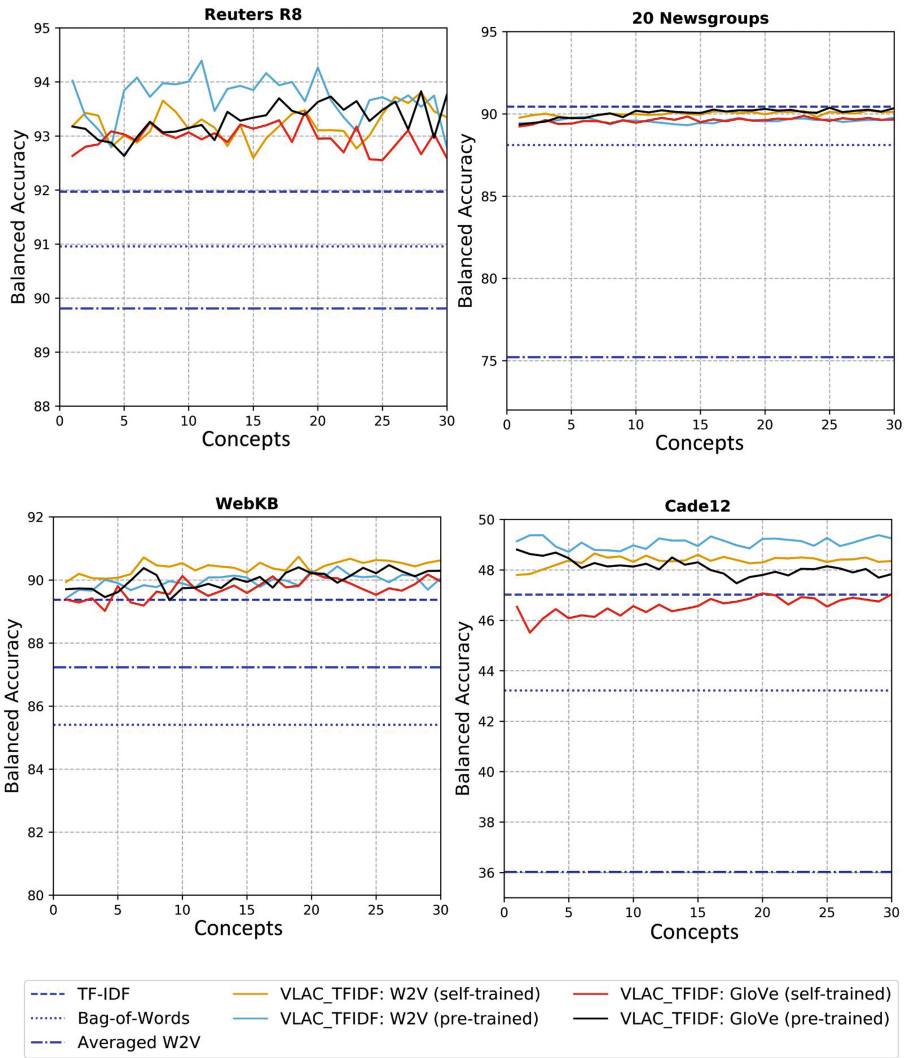 Reuters R8
95
94
93
92
91
90
89
88
Balanced Accuracy
0 5 10 15 20 25 30
Concepts
20 Newsgroups
95
90
85
80
75
Balanced Accuracy
0 5 10 15 20 25 30
Concepts
WebKB
92
90
88
86
84
82
80
Balanced Accuracy
0 5 10 15 20 25 30
Concepts
Cade12
50
48
46
44
42
40
38
36
Balanced Accuracy
0 5 10 15 20 25 30
Concepts
TF-IDF
Bag-of-Words
Averaged W2V
VLAC_TFIDF: W2V (self-trained)
VLAC_TFIDF: W2V (pre-trained)
VLAC_TFIDF: GloVe (self-trained)
VLAC_TFIDF: GloVe (pre-trained)